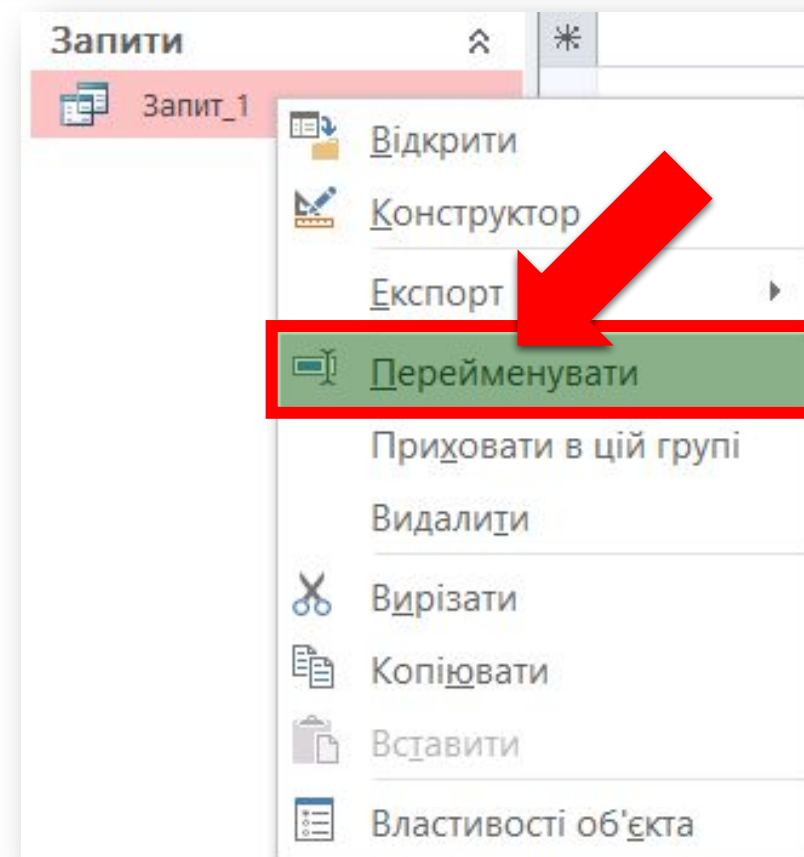 Запити
Запит_1
Відкрити
Конструктор
Експорт
Перейменувати
Приховати в цій групі
Видалити
Вирізати
Копіювати
Вставити
Властивості об'єкта